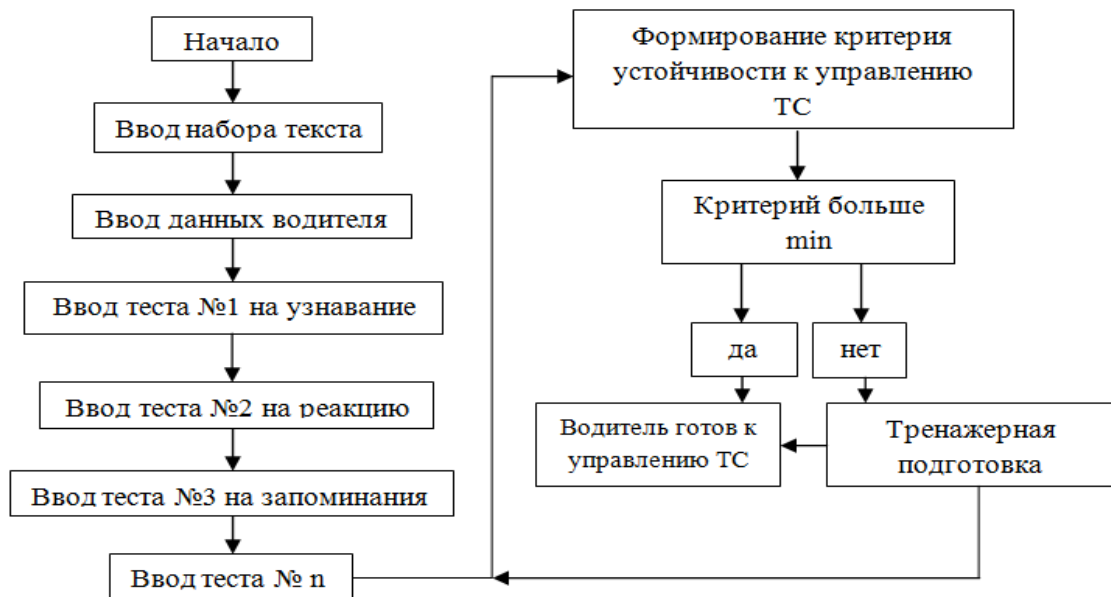 Начало
Ввод набора текста
Ввод данных водителя
Ввод теста №1 на узнавание
Ввод теста №2 на реакцию
Ввод теста №3 на запоминания
Ввод теста № n
Формирование критерия
устойчивости к управлению
ТС
Критерий больше
min
да
нет
Водитель готов к
управлению ТС
Тренажерная
подготовка